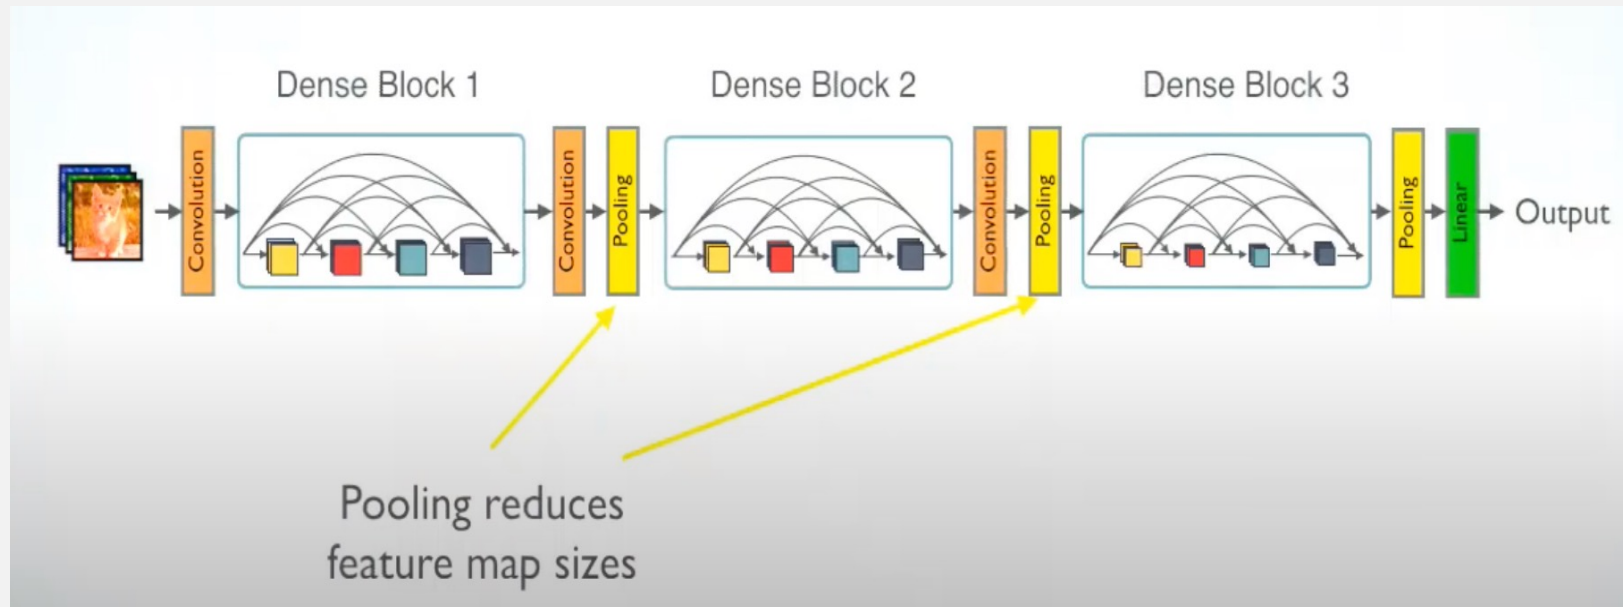 Dense Block 1
Dense Block 2
Dense Block 3
Convolution
Convolution
Pooling
Convolution
Pooling
Pooling
Linear
Output
Pooling reduces
feature map sizes